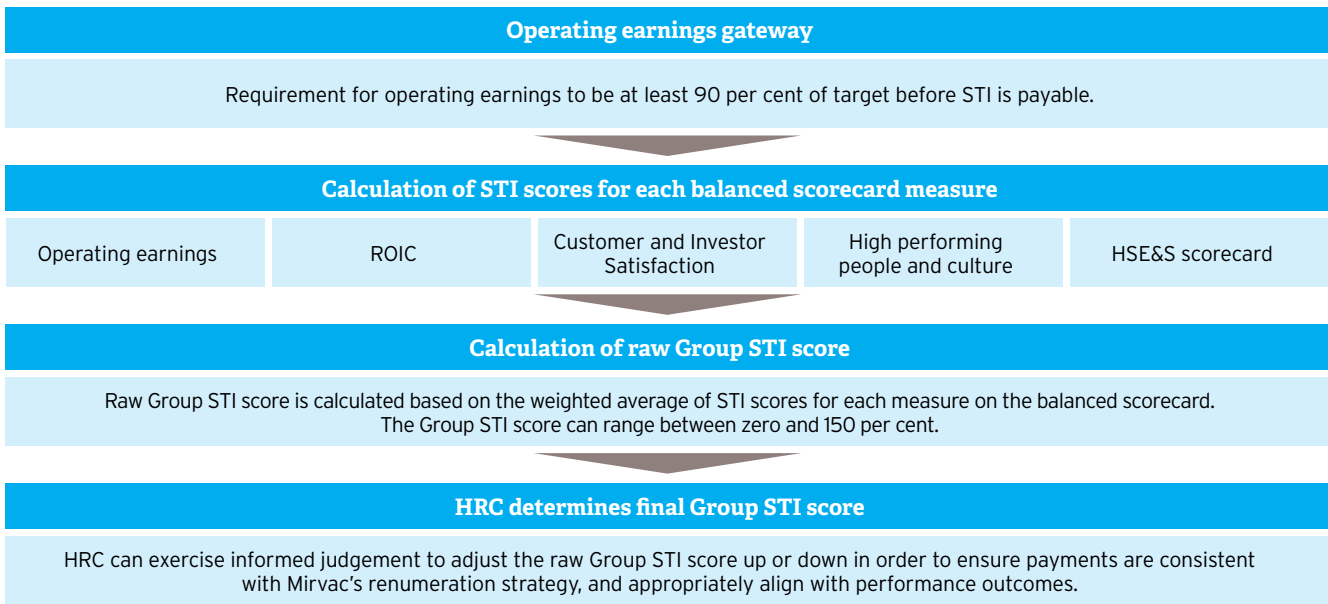 Operating earnings gateway
Requirement for operating earnings to be at least 90 per cent of target before STI is payable.
Calculation of STI scores for each balanced scorecard measure
Operating earnings
ROIC
Customer and Investor
Satisfaction
High performing
people and culture
HSE&S scorecard
Calculation of raw Group STI score
Raw Group STI score is calculated based on the weighted average of STI scores for each measure on the balanced scorecard.
The Group STI score can range between zero and 150 per cent.
HRC determines final Group STI score
HRC can exercise informed judgement to adjust the raw Group STI score up or down in order to ensure payments are consistent
with Mirvac's renumeration strategy, and appropriately align with performance outcomes.